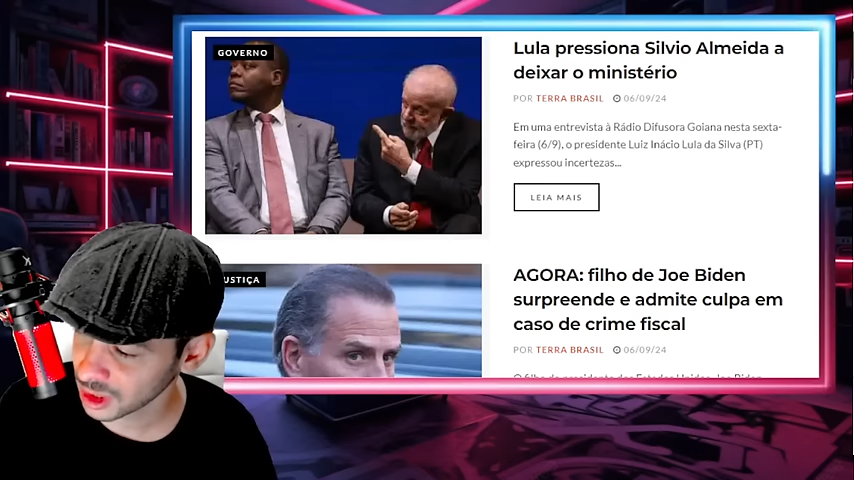 GOVERNO
Lula pressiona Silvio Almeida a
deixar o ministério
POR TERRA BRASIL 06/09/24
Em uma entrevista à Rádio Difusora Goiana nesta sexta-
feira (6/9), o presidente Luiz Inácio Lula da Silva (PT)
expressou incertezas...
LEIA MAIS
USTIÇA
AGORA: filho de Joe Biden
surpreende e admite culpa em
caso de crime fiscal
POR TERRA BRASIL 06/09/24